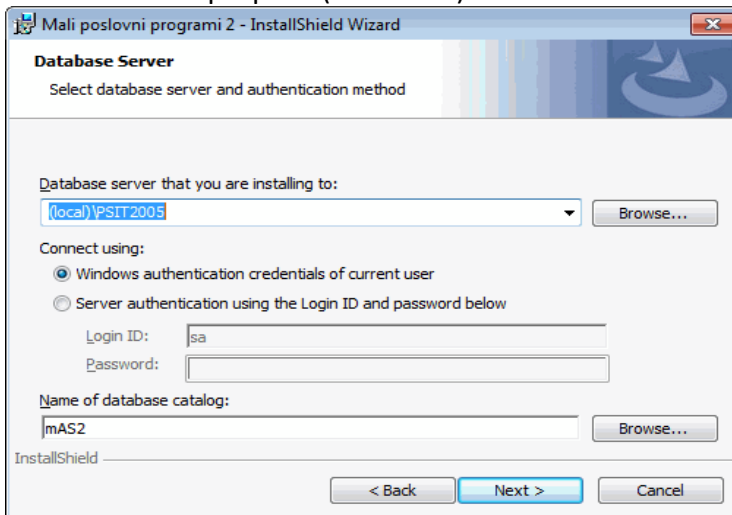 Mali poslovni programi 2 - InstallShield Wizard
Database Server
Select database server and authentication method
Database server that you are installing to:
(local)\PSIT2005
Browse...
Connect using:
Windows authentication credentials of current user
Server authentication using the Login ID and password below
Login ID:
sa
Password:
Name of database catalog:
mAS2
Browse...
InstallShield
< Back
Next >
Cancel